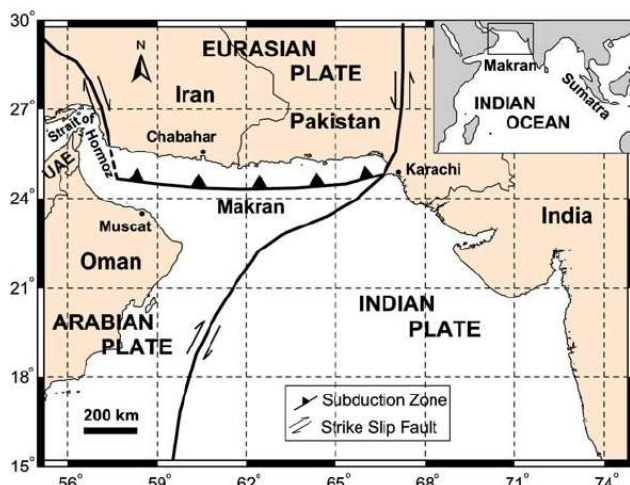 30°
27°
24°
21°
18°
15°
56°
59°
62°
65°
68°
71°
74°
N
EURASIAN
PLATE
Iran
Pakistan
Strait of
Hormoz
Chabahar
UAE
Karachi
Makran
Muscat
India
Oman
ARABIAN
PLATE
INDIAN
PLATE
200 km
Subduction Zone
Strike Slip Fault
Makran
Sumatra
INDIAN
OCEAN